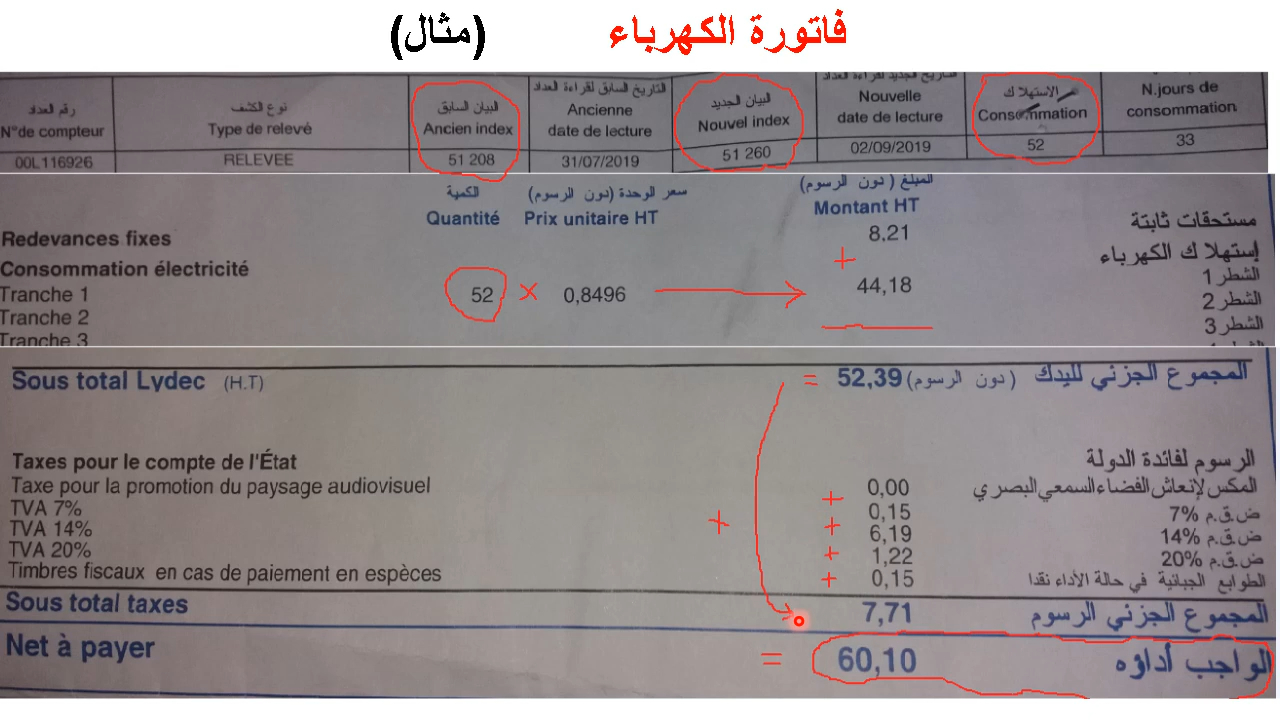 فاتورة الكهرباء (مثال)
رقم العداد نوع الكشف البيان السابق التاريخ السابق لقراءة العداد البيان الجديد التاريخ الجديد لقراءة العداد الاستهلاك
N°de compteur Type de relevé Ancien index Ancienne date de lecture Nouvel index Nouvelle date de lecture Consommation N.jours de consommation
00L116926 RELEVEE 51 208 31/07/2019 51 260 02/09/2019 52 33
الكمية سعر الوحدة (دون الرسوم) المبلغ (دون الرسوم)
Quantité Prix unitaire HT Montant HT
Redevances fixes 8,21 مستحقات ثابتة
+
Consommation électricité إستهلاك الكهرباء
Tranche 1 52 × 0,8496 44,18 الشطر 1
Tranche 2 الشطر 2
Tranche 3 الشطر 3
Sous total Lydec (H.T) = 52,39 المجموع الجزئي لليدك (دون الرسوم)
Taxes pour le compte de l'État الرسوم لفائدة الدولة
Taxe pour la promotion du paysage audiovisuel 0,00 المكس لإنعاش الفضاء السمعي البصري
+
TVA 7% 0,15 ض.ق.م 7%
+ +
TVA 14% 6,19 ض.ق.م 14%
+
TVA 20% 1,22 ض.ق.م 20%
+
Timbres fiscaux en cas de paiement en espèces 0,15 الطوابع الجبائية في حالة الأداء نقدا
Sous total taxes 7,71 المجموع الجزئي الرسوم
Net à payer = 60,10 الواجب أداؤه